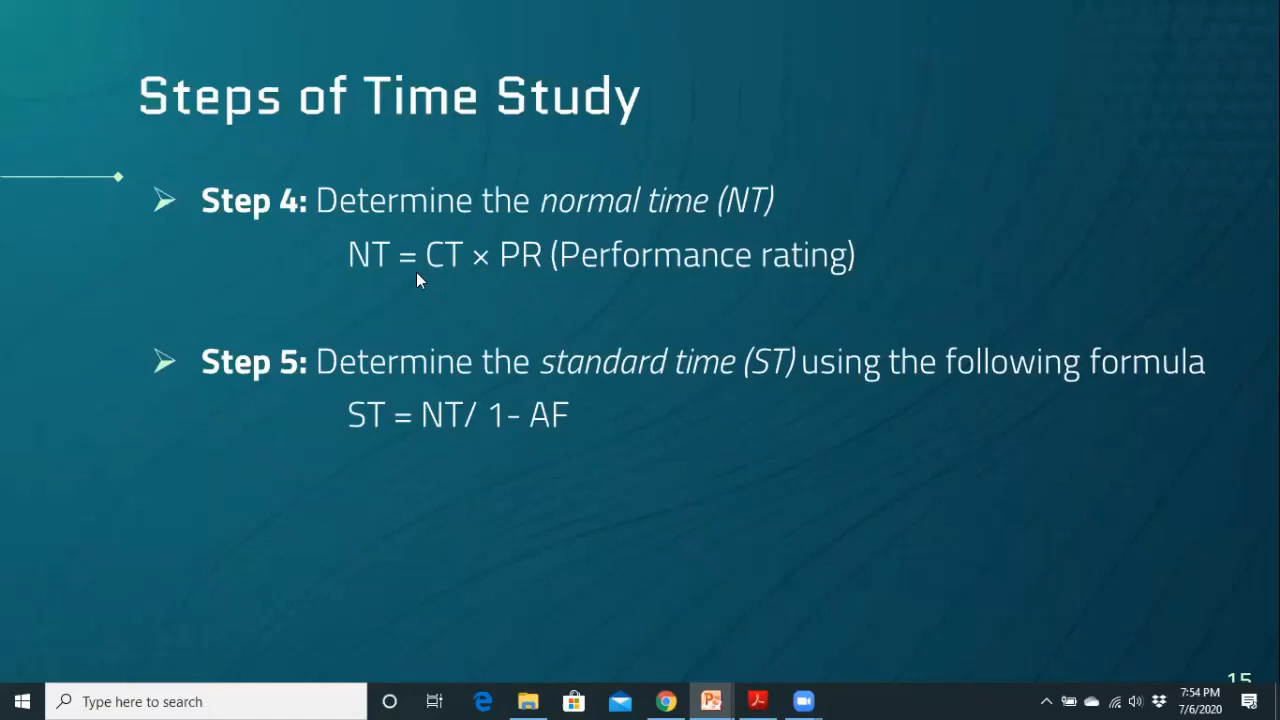 Steps of Time Study
Step 4: Determine the normal time (NT)
NT = CT × PR (Performance rating)
Step 5: Determine the standard time (ST) using the following formula
ST = NT/ 1- AF
15
Type here to search
7:54 PM
7/6/2020